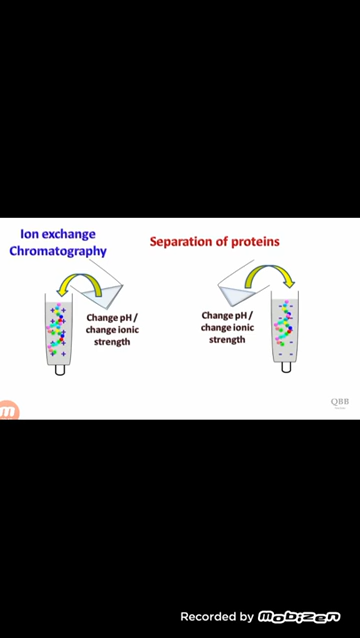 Ion exchange
Chromatography
Separation of proteins
Change pH /
change ionic
strength
Change pH /
change ionic
strength
QBB
Recorded by mobizen